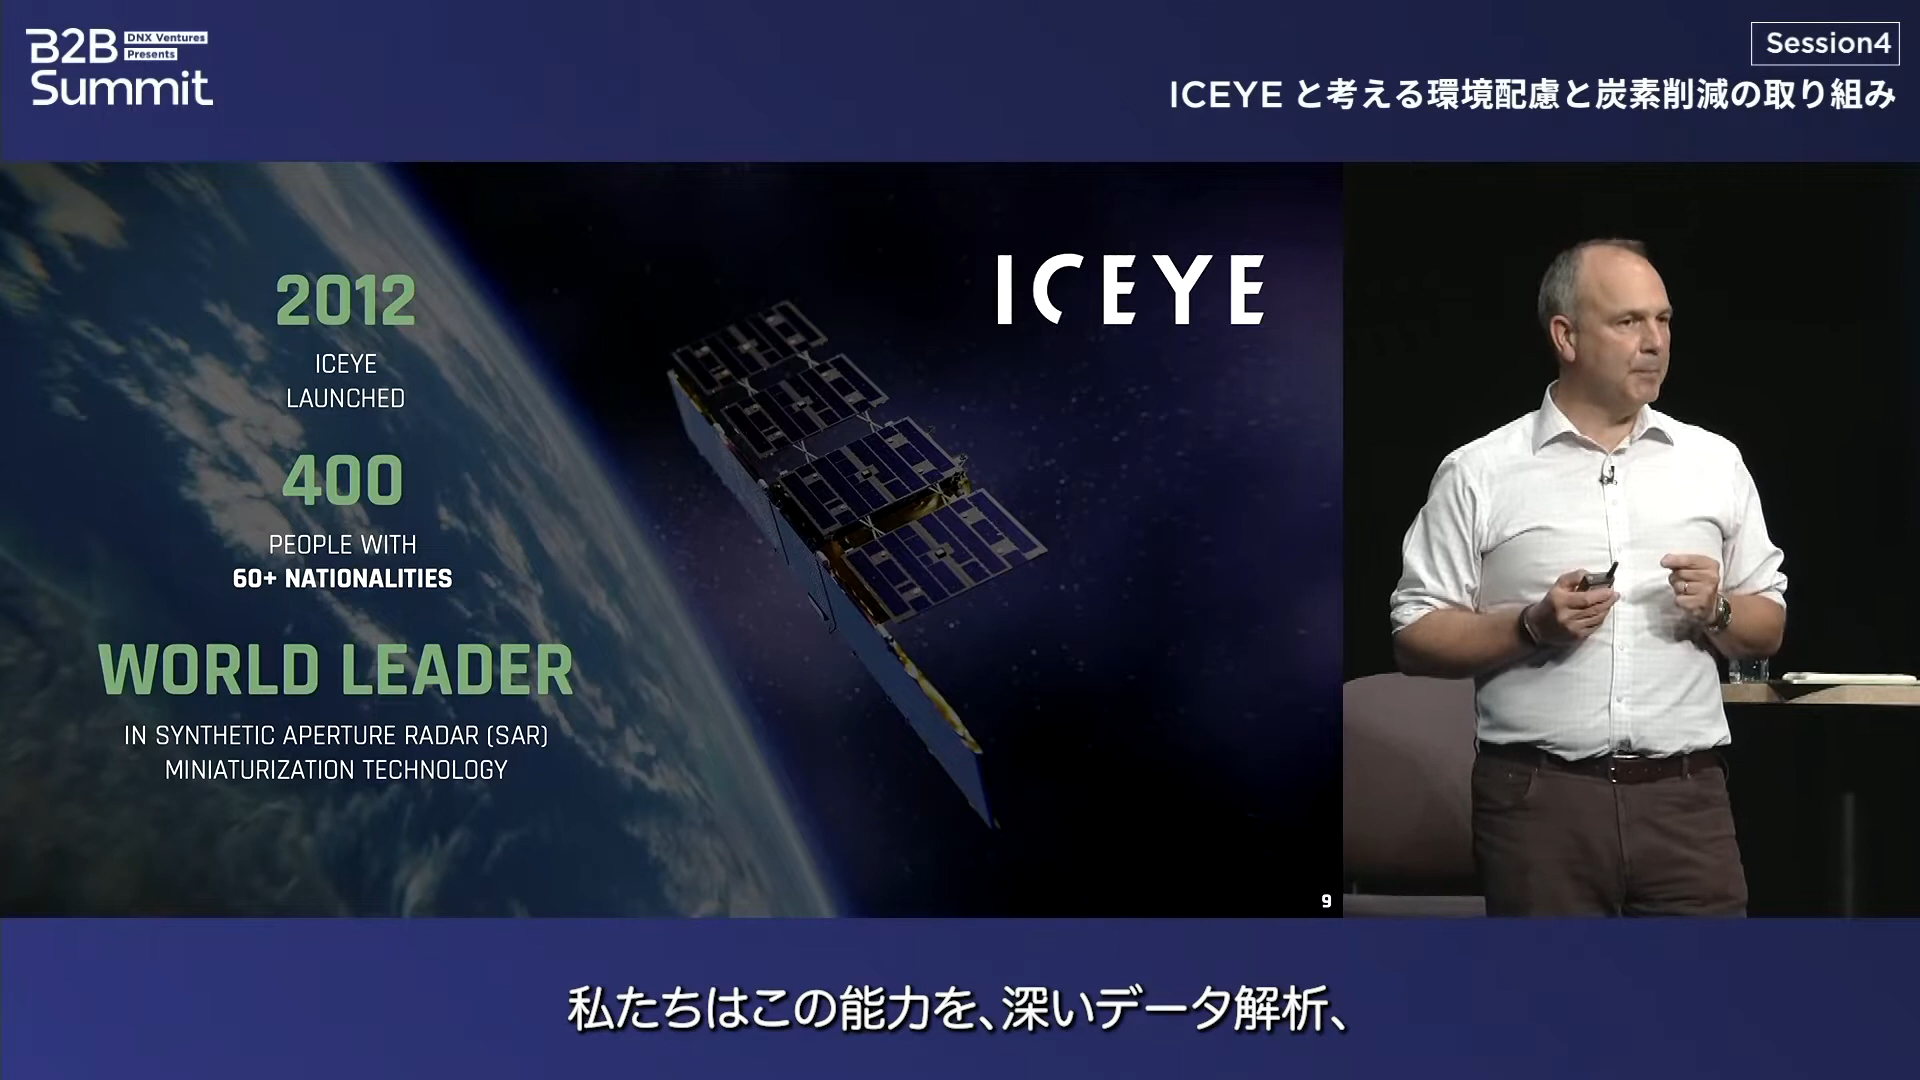 B2B DNX Ventures
Presents
Summit
Session4
ICEYE と考える環境配慮と炭素削減の取り組み
ICEYE
2012
ICEYE
LAUNCHED
400
PEOPLE WITH
60+ NATIONALITIES
WORLD LEADER
IN SYNTHETIC APERTURE RADAR (SAR)
MINIATURIZATION TECHNOLOGY
9
私たちはこの能力を、深いデータ解析、